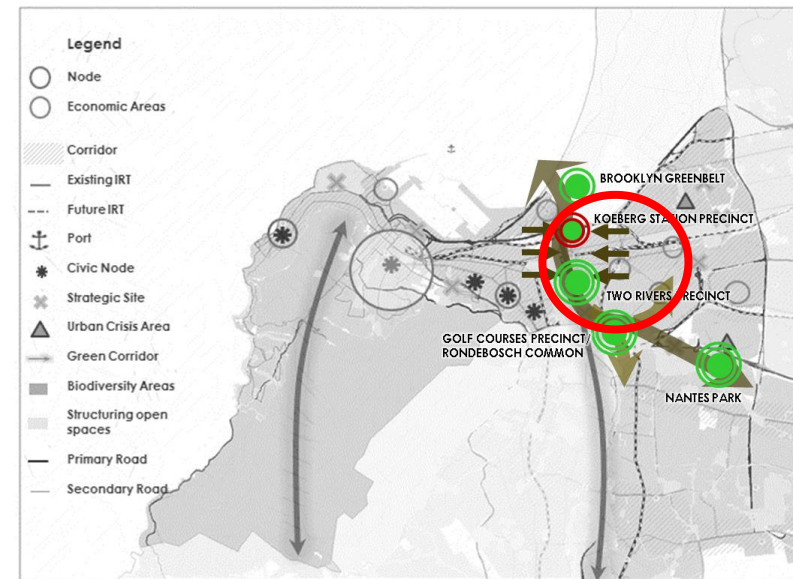 Legend
Node
Economic Areas
Corridor
Existing IRT
Future IRT
Port
Civic Node
Strategic Site
Urban Crisis Area
Green Corridor
Biodiversity Areas
Structuring open
spaces
Primary Road
Secondary Road
BROOKLYN GREENBELT
KOEBERG STATION PRECINCT
TWO RIVERS PRECINCT
GOLF COURSES PRECINCT/
RONDEBOSCH COMMON
NANTES PARK